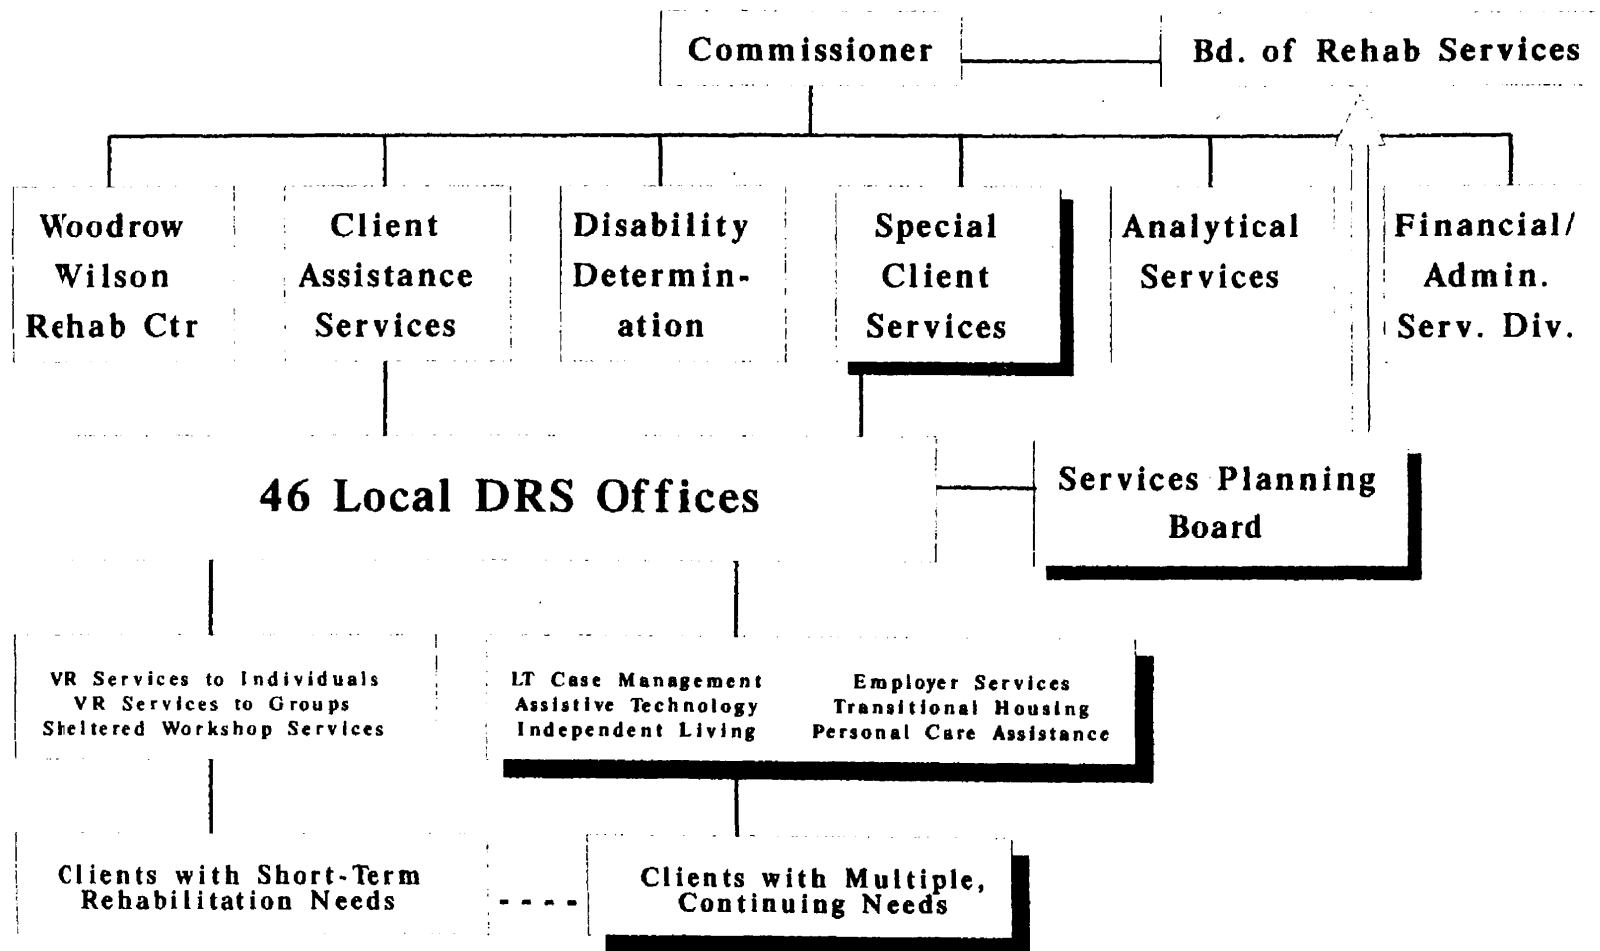 Commissioner
Bd. of Rehab Services
Woodrow
Wilson
Rehab Ctr
Client
Assistance
Services
Disability
Determin-
ation
Special
Client
Services
Analytical
Services
Financial/
Admin.
Serv. Div.
46 Local DRS Offices
Services Planning
Board
VR Services to Individuals
VR Services to Groups
Sheltered Workshop Services
LT Case Management
Assistive Technology
Independent Living
Employer Services
Transitional Housing
Personal Care Assistance
Clients with Short-Term
Rehabilitation Needs
Clients with Multiple,
Continuing Needs